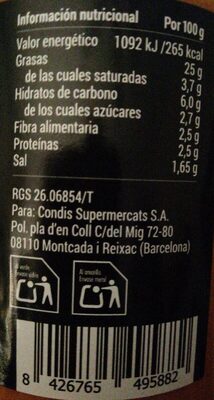 Información nutricional Por 100 g
Valor energético 1092 kJ /265 kcal
Grasas 25 g
de las cuales saturadas 3,7 g
Hidratos de carbono 6,0 g
de los cuales azúcares 2,7 g
Fibra alimentaria 2,5 g
Proteínas 2,5 g
Sal 1,65 g
RGS 26.06854/T
Para: Condis Supermercats S.A.
Pol. pla d'en Coll C/del Mig 72-80
08110 Montcada i Reixac (Barcelona)
Al verde Al amarillo
Envase vidrio Envase metal
8 426765 495882